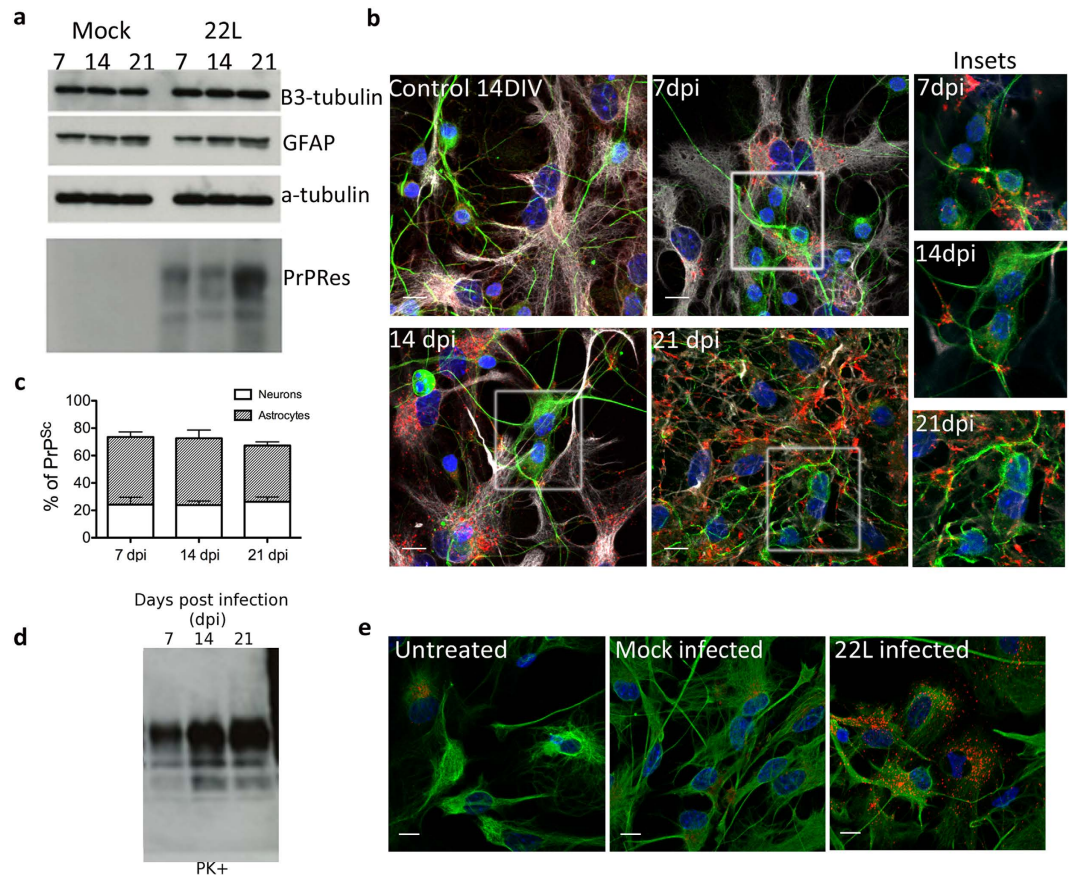 a
Mock 22L
7 14 21 7 14 21
B3-tubulin
GFAP
a-tubulin
PrPRes
b
Insets
Control 14DIV
7dpi
7dpi
14dpi
14 dpi
21 dpi
21dpi
c
Neurons
Astrocytes
% of PrPSc
100
80
60
40
20
0
7 dpi 14 dpi 21 dpi
d
Days post infection
(dpi)
7 14 21
PK+
e
Untreated
Mock infected
22L infected